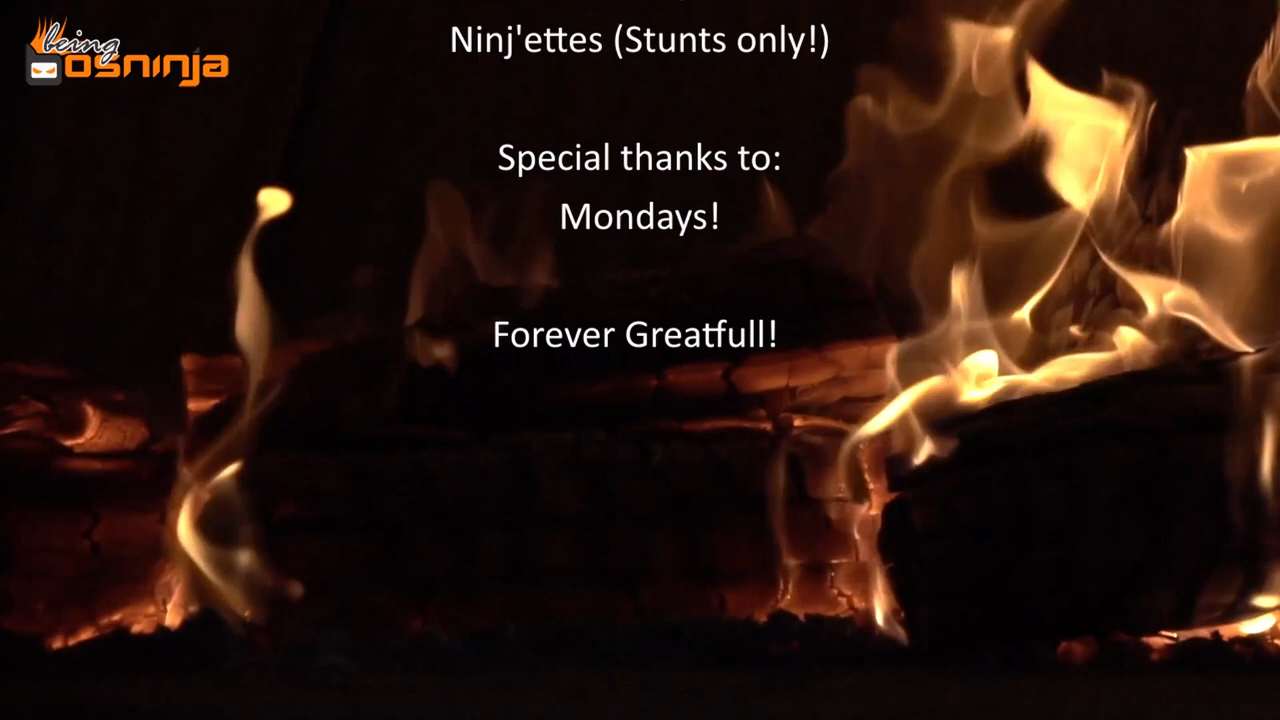 being
osninja
Ninj'ettes (Stunts only!)
Special thanks to:
Mondays!
Forever Greatfull!